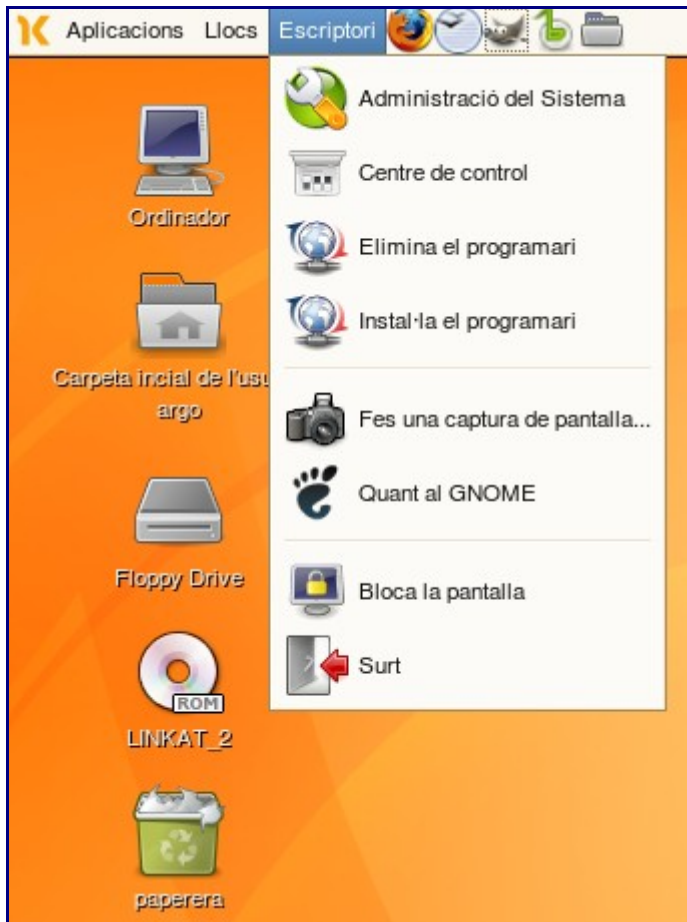 Aplicacions Llocs Escriptori
Administració del Sistema
Centre de control
Elimina el programari
Instal·la el programari
Fes una captura de pantalla...
Quant al GNOME
Bloca la pantalla
Surt
Ordinador
Carpeta incial de l'usu
argo
Floppy Drive
ROM
LINKAT_2
paperera